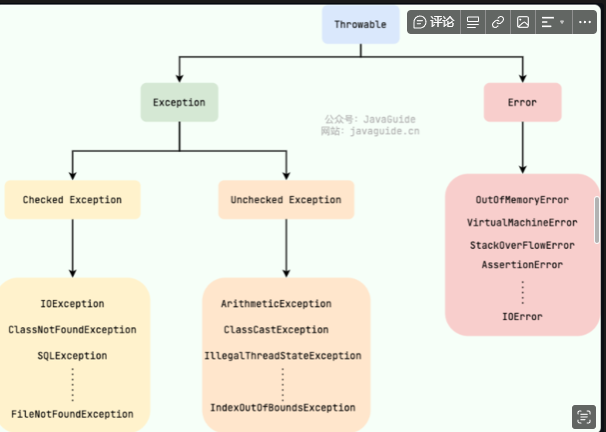 评论
Throwable
Exception
Error
公众号: JavaGuide
网站: javaguide.cn
Checked Exception
Unchecked Exception
IOException
ClassNotFoundException
SQLException
FileNotFoundException
ArithmeticException
ClassCastException
IllegalThreadStateException
IndexOutOfBoundsException
OutOfMemoryError
VirtualMachineError
StackOverFlowError
AssertionError
IOError